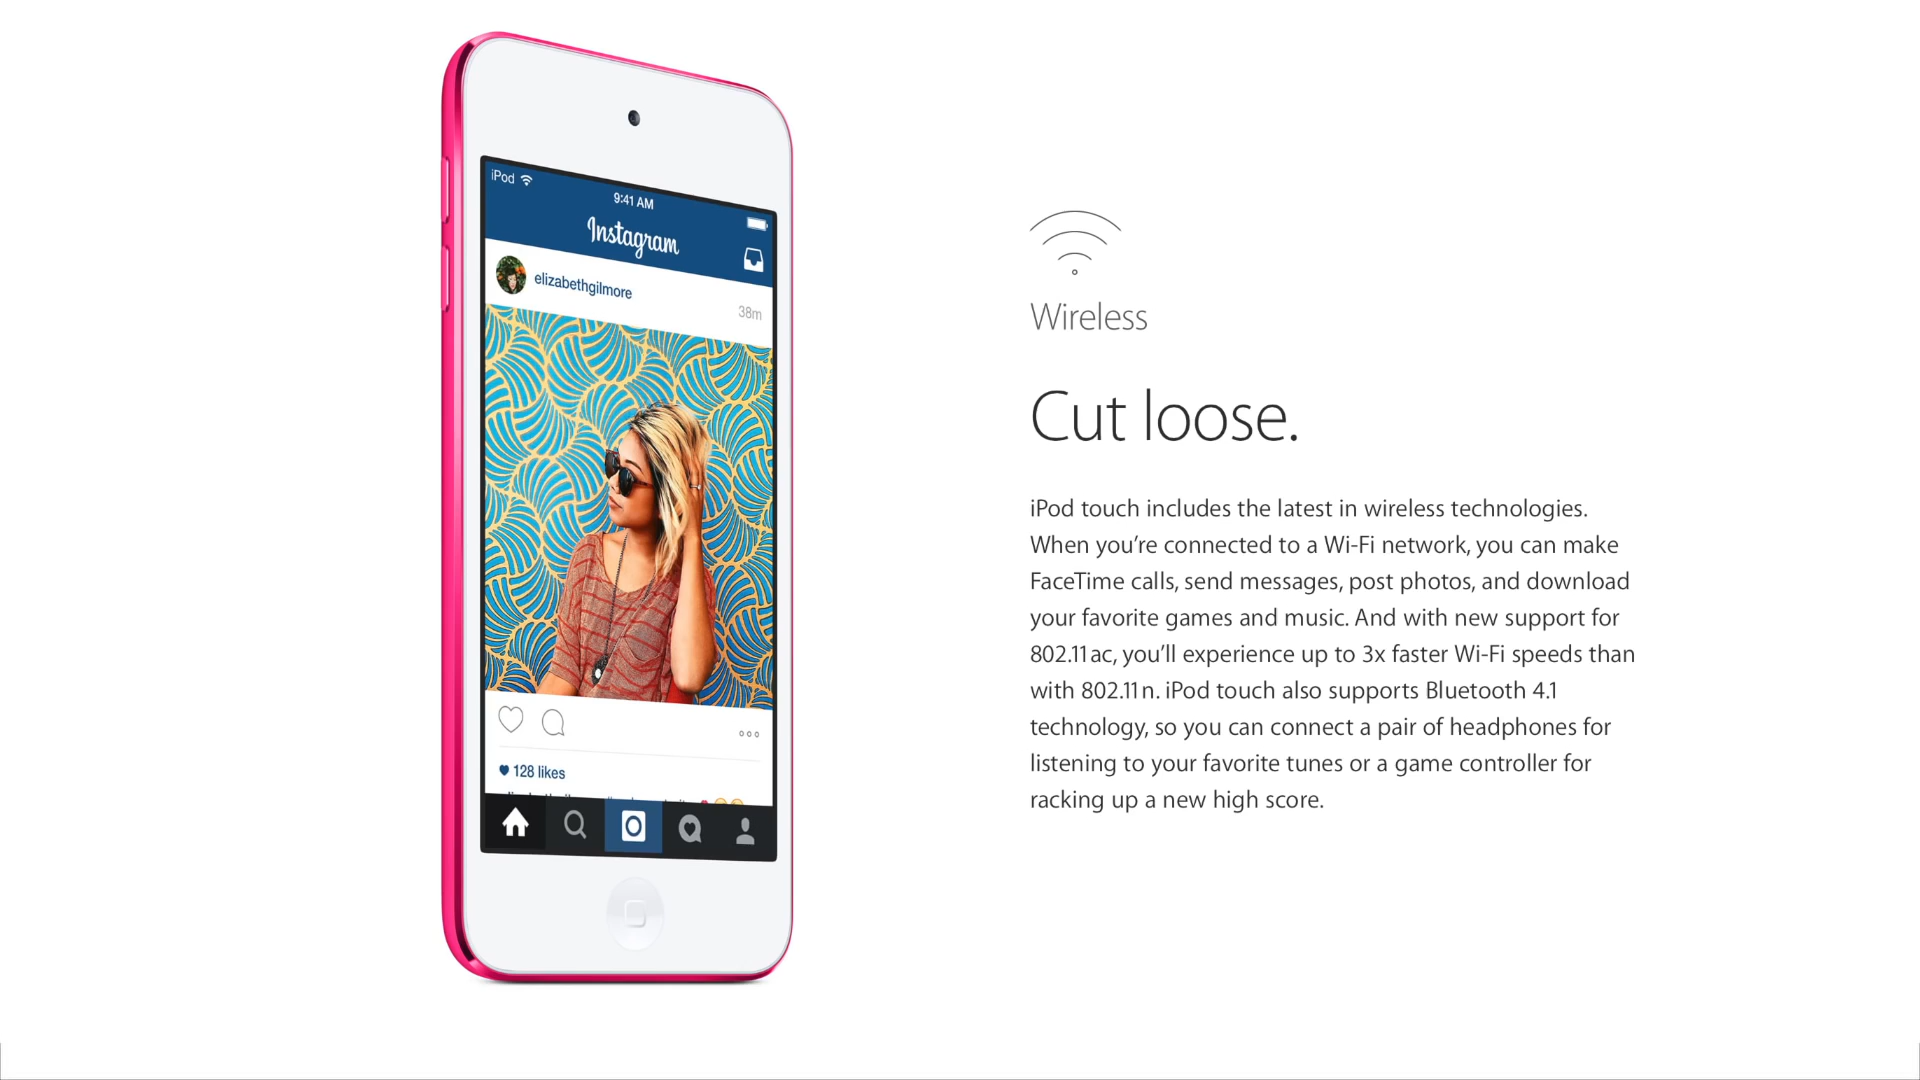 iPod
9:41 AM
Instagram
elizabethgilmore
38m
128 likes
Wireless
Cut loose.
iPod touch includes the latest in wireless technologies.
When you’re connected to a Wi-Fi network, you can make
FaceTime calls, send messages, post photos, and download
your favorite games and music. And with new support for
802.11ac, you’ll experience up to 3x faster Wi-Fi speeds than
with 802.11n. iPod touch also supports Bluetooth 4.1
technology, so you can connect a pair of headphones for
listening to your favorite tunes or a game controller for
racking up a new high score.